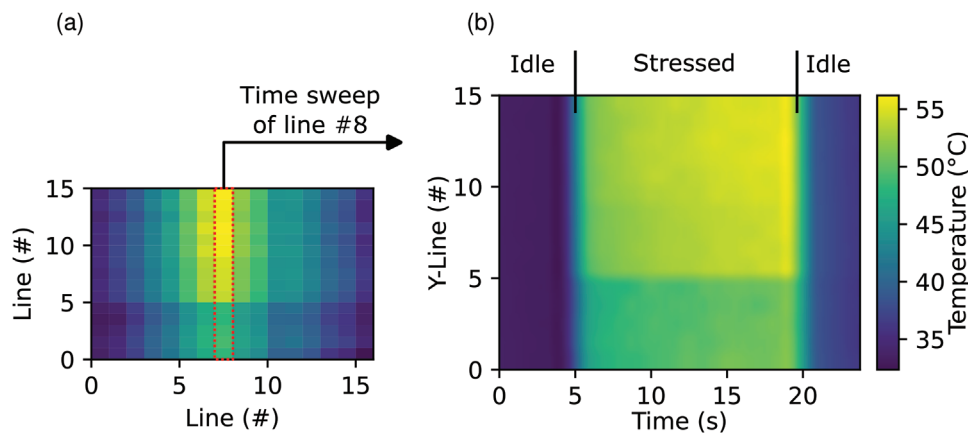 (a)
(b)
Time sweep
of line #8
Idle
Stressed
Idle
15
10
5
0
Line (#)
0
5
10
15
Line (#)
15
10
5
0
Y-Line (#)
0
5
10
15
20
Time (s)
55
50
45
40
35
Temperature (°C)